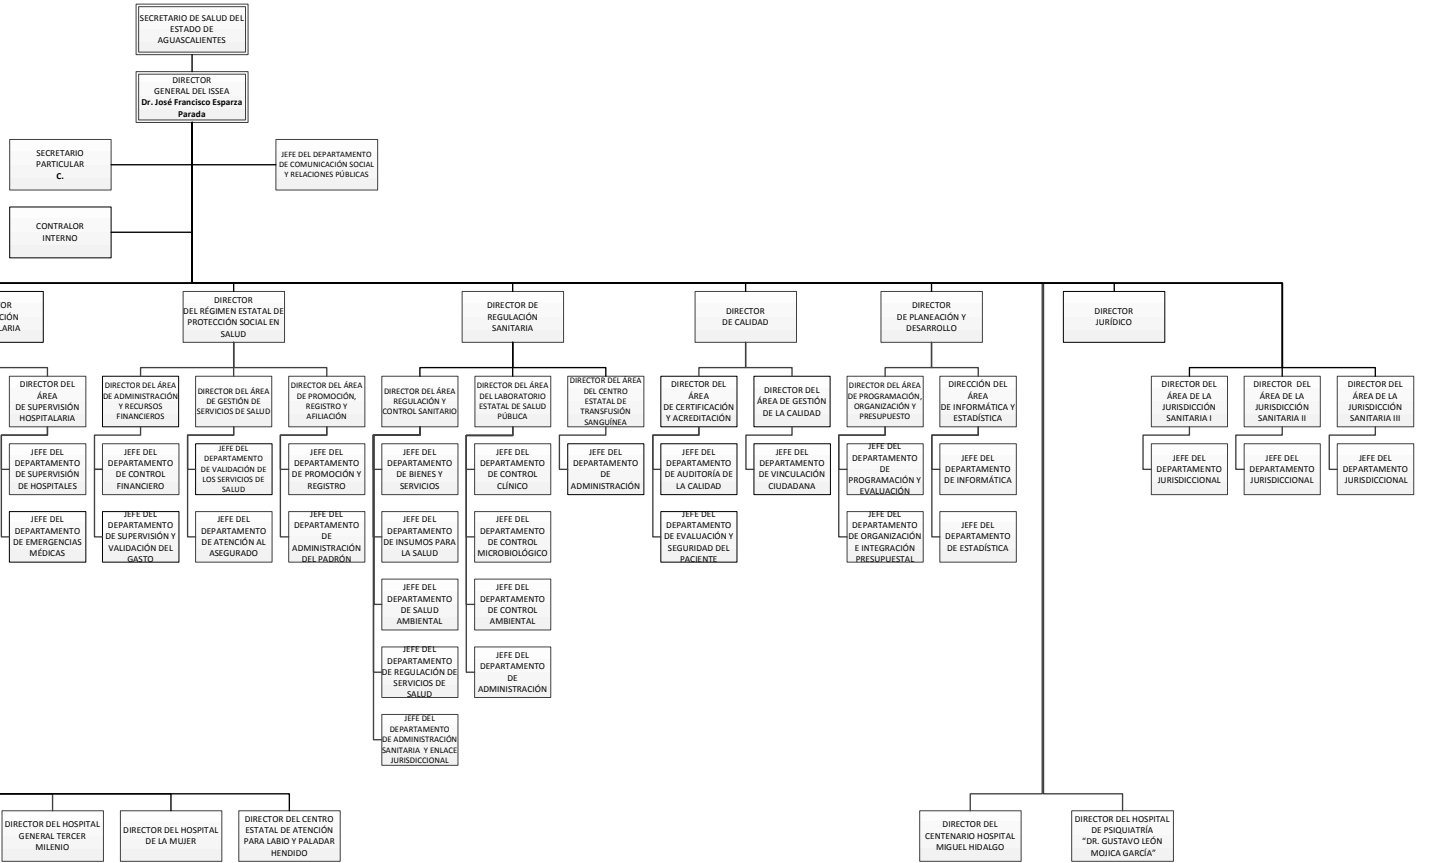 SECRETARIO DE SALUD DEL
ESTADO DE
AGUASCALIENTES
DIRECTOR
GENERAL DEL ISSEA
Dr. José Francisco Esparza
Parada
SECRETARIO
PARTICULAR
C.
JEFE DEL DEPARTAMENTO
DE COMUNICACIÓN SOCIAL
Y RELACIONES PÚBLICAS
CONTRALOR
INTERNO
OR
CIÓN
LARIA
DIRECTOR
DEL RÉGIMEN ESTATAL DE
PROTECCIÓN SOCIAL EN
SALUD
DIRECTOR DE
REGULACIÓN
SANITARIA
DIRECTOR
DE CALIDAD
DIRECTOR
DE PLANEACIÓN Y
DESARROLLO
DIRECTOR
JURÍDICO
DIRECTOR DEL
ÁREA
DE SUPERVISIÓN
HOSPITALARIA
DIRECTOR DEL ÁREA
DE ADMINISTRACIÓN
Y RECURSOS
FINANCIEROS
DIRECTOR DEL ÁREA
DE GESTIÓN DE
SERVICIOS DE SALUD
DIRECTOR DEL ÁREA
DE PROMOCIÓN,
REGISTRO Y
AFILIACIÓN
DIRECTOR DEL ÁREA
REGULACIÓN Y
CONTROL SANITARIO
DIRECTOR DEL ÁREA
DEL LABORATORIO
ESTATAL DE SALUD
PÚBLICA
DIRECTOR DEL ÁREA
DEL CENTRO
ESTATAL DE
TRANSFUSIÓN
SANGUÍNEA
DIRECTOR DEL
ÁREA
DE CERTIFICACIÓN
Y ACREDITACIÓN
DIRECTOR DEL
ÁREA DE GESTIÓN
DE LA CALIDAD
DIRECTOR DEL ÁREA
DE PROGRAMACIÓN,
ORGANIZACIÓN Y
PRESUPUESTO
DIRECCIÓN DEL
ÁREA
DE INFORMÁTICA Y
ESTADÍSTICA
DIRECTOR DEL
ÁREA DE LA
JURISDICCIÓN
SANITARIA I
DIRECTOR DEL
ÁREA DE LA
JURISDICCIÓN
SANITARIA II
DIRECTOR DEL
ÁREA DE LA
JURISDICCIÓN
SANITARIA III
JEFE DEL
DEPARTAMENTO
DE SUPERVISIÓN
DE HOSPITALES
JEFE DEL
DEPARTAMENTO
DE CONTROL
FINANCIERO
JEFE DEL
DEPARTAMENTO
DE VALIDACIÓN DE
LOS SERVICIOS DE
SALUD
JEFE DEL
DEPARTAMENTO
DE PROMOCIÓN Y
REGISTRO
JEFE DEL
DEPARTAMENTO
DE BIENES Y
SERVICIOS
JEFE DEL
DEPARTAMENTO
DE CONTROL
CLÍNICO
JEFE DEL
DEPARTAMENTO
DE
ADMINISTRACIÓN
JEFE DEL
DEPARTAMENTO
DE AUDITORÍA DE
LA CALIDAD
JEFE DEL
DEPARTAMENTO
DE VINCULACIÓN
CIUDADANA
JEFE DEL
DEPARTAMENTO
DE
PROGRAMACIÓN Y
EVALUACIÓN
JEFE DEL
DEPARTAMENTO
DE INFORMÁTICA
JEFE DEL
DEPARTAMENTO
JURISDICCIONAL
JEFE DEL
DEPARTAMENTO
JURISDICCIONAL
JEFE DEL
DEPARTAMENTO
JURISDICCIONAL
JEFE DEL
DEPARTAMENTO
DE EMERGENCIAS
MÉDICAS
JEFE DEL
DEPARTAMENTO
DE SUPERVISIÓN Y
VALIDACIÓN DEL
GASTO
JEFE DEL
DEPARTAMENTO
DE ATENCIÓN AL
ASEGURADO
JEFE DEL
DEPARTAMENTO
DE
ADMINISTRACIÓN
DEL PADRÓN
JEFE DEL
DEPARTAMENTO
DE INSUMOS PARA
LA SALUD
JEFE DEL
DEPARTAMENTO
DE CONTROL
MICROBIOLÓGICO
JEFE DEL
DEPARTAMENTO
DE EVALUACIÓN Y
SEGURIDAD DEL
PACIENTE
JEFE DEL
DEPARTAMENTO
DE ORGANIZACIÓN
E INTEGRACIÓN
PRESUPUESTAL
JEFE DEL
DEPARTAMENTO
DE ESTADÍSTICA
JEFE DEL
DEPARTAMENTO
DE SALUD
AMBIENTAL
JEFE DEL
DEPARTAMENTO
DE CONTROL
AMBIENTAL
JEFE DEL
DEPARTAMENTO
DE REGULACIÓN DE
SERVICIOS DE
SALUD
JEFE DEL
DEPARTAMENTO
DE
ADMINISTRACIÓN
JEFE DEL
DEPARTAMENTO
DE ADMINISTRACIÓN
SANITARIA Y ENLACE
JURISDICCIONAL
DIRECTOR DEL HOSPITAL
GENERAL TERCER
MILENIO
DIRECTOR DEL HOSPITAL
DE LA MUJER
DIRECTOR DEL CENTRO
ESTATAL DE ATENCIÓN
PARA LABIO Y PALADAR
HENDIDO
DIRECTOR DEL
CENTENARIO HOSPITAL
MIGUEL HIDALGO
DIRECTOR DEL HOSPITAL
DE PSIQUIATRÍA
“DR. GUSTAVO LEÓN
MOJICA GARCÍA”